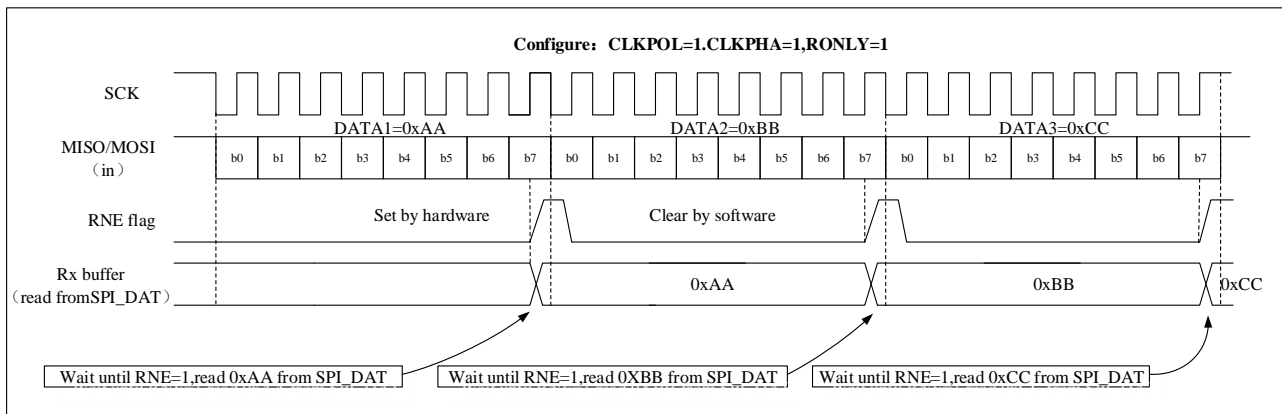 Configure：CLKPOL=1.CLKPHA=1,RONLY=1
SCK
DATA1=0xAA DATA2=0xBB DATA3=0xCC
MISO/MOSI
（in）
b0 b1 b2 b3 b4 b5 b6 b7 b0 b1 b2 b3 b4 b5 b6 b7 b0 b1 b2 b3 b4 b5 b6 b7
RNE flag
Set by hardware Clear by software
Rx buffer
（read fromSPI_DAT）
0xAA 0xBB 0xCC
Wait until RNE=1,read 0xAA from SPI_DAT
Wait until RNE=1,read 0XBB from SPI_DAT
Wait until RNE=1,read 0xCC from SPI_DAT